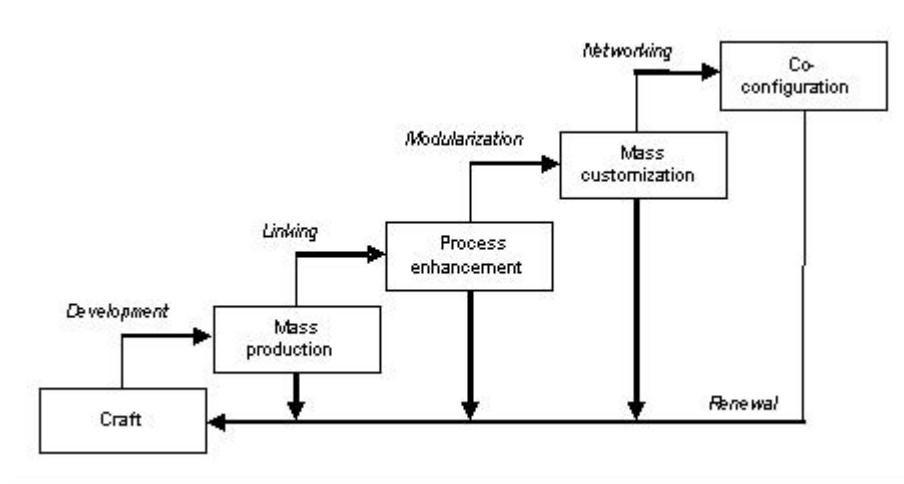 Networking
Co-
configuration
Modularization
Mass
customization
Linking
Process
enhancement
Development
Mass
production
Renewal
Craft